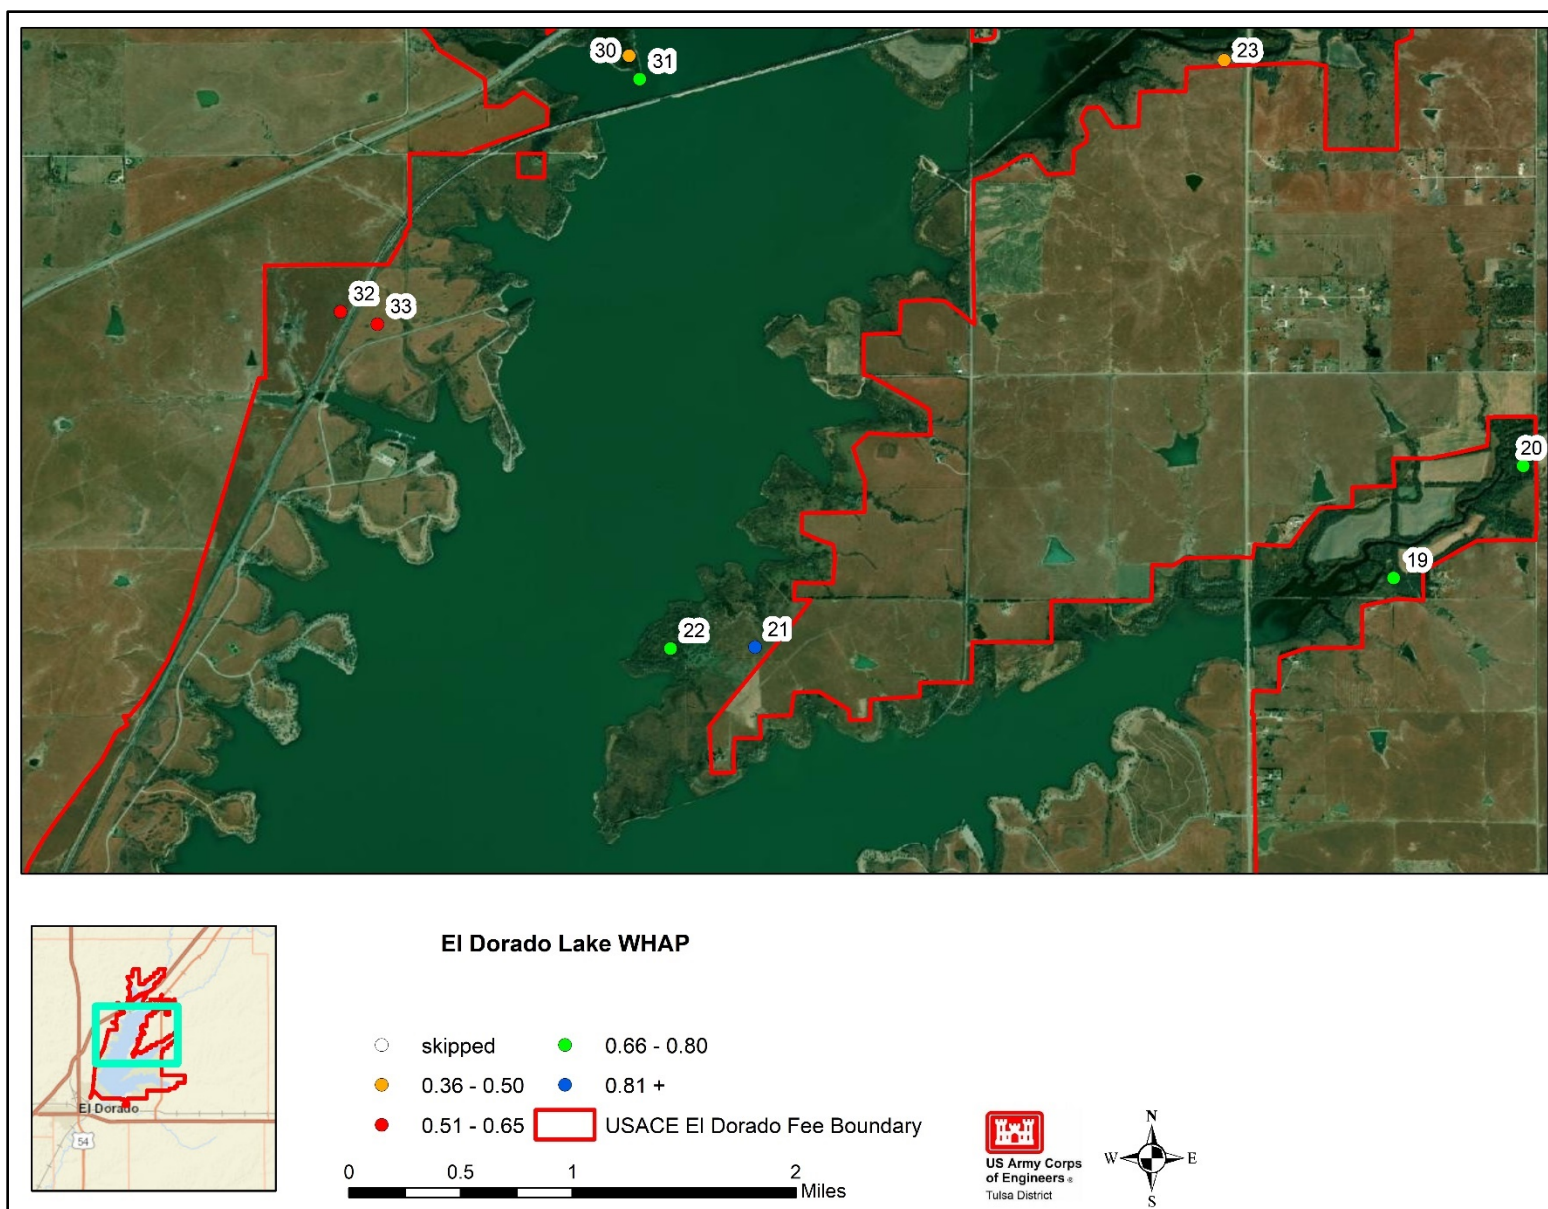 30
31
23
32
33
20
19
22
21
El Dorado Lake WHAP
skipped
0.66 - 0.80
0.36 - 0.50
0.81 +
0.51 - 0.65
USACE El Dorado Fee Boundary
0 0.5 1 2
Miles
El Dorado
54
US Army Corps
of Engineers ®
Tulsa District
N
W E
S